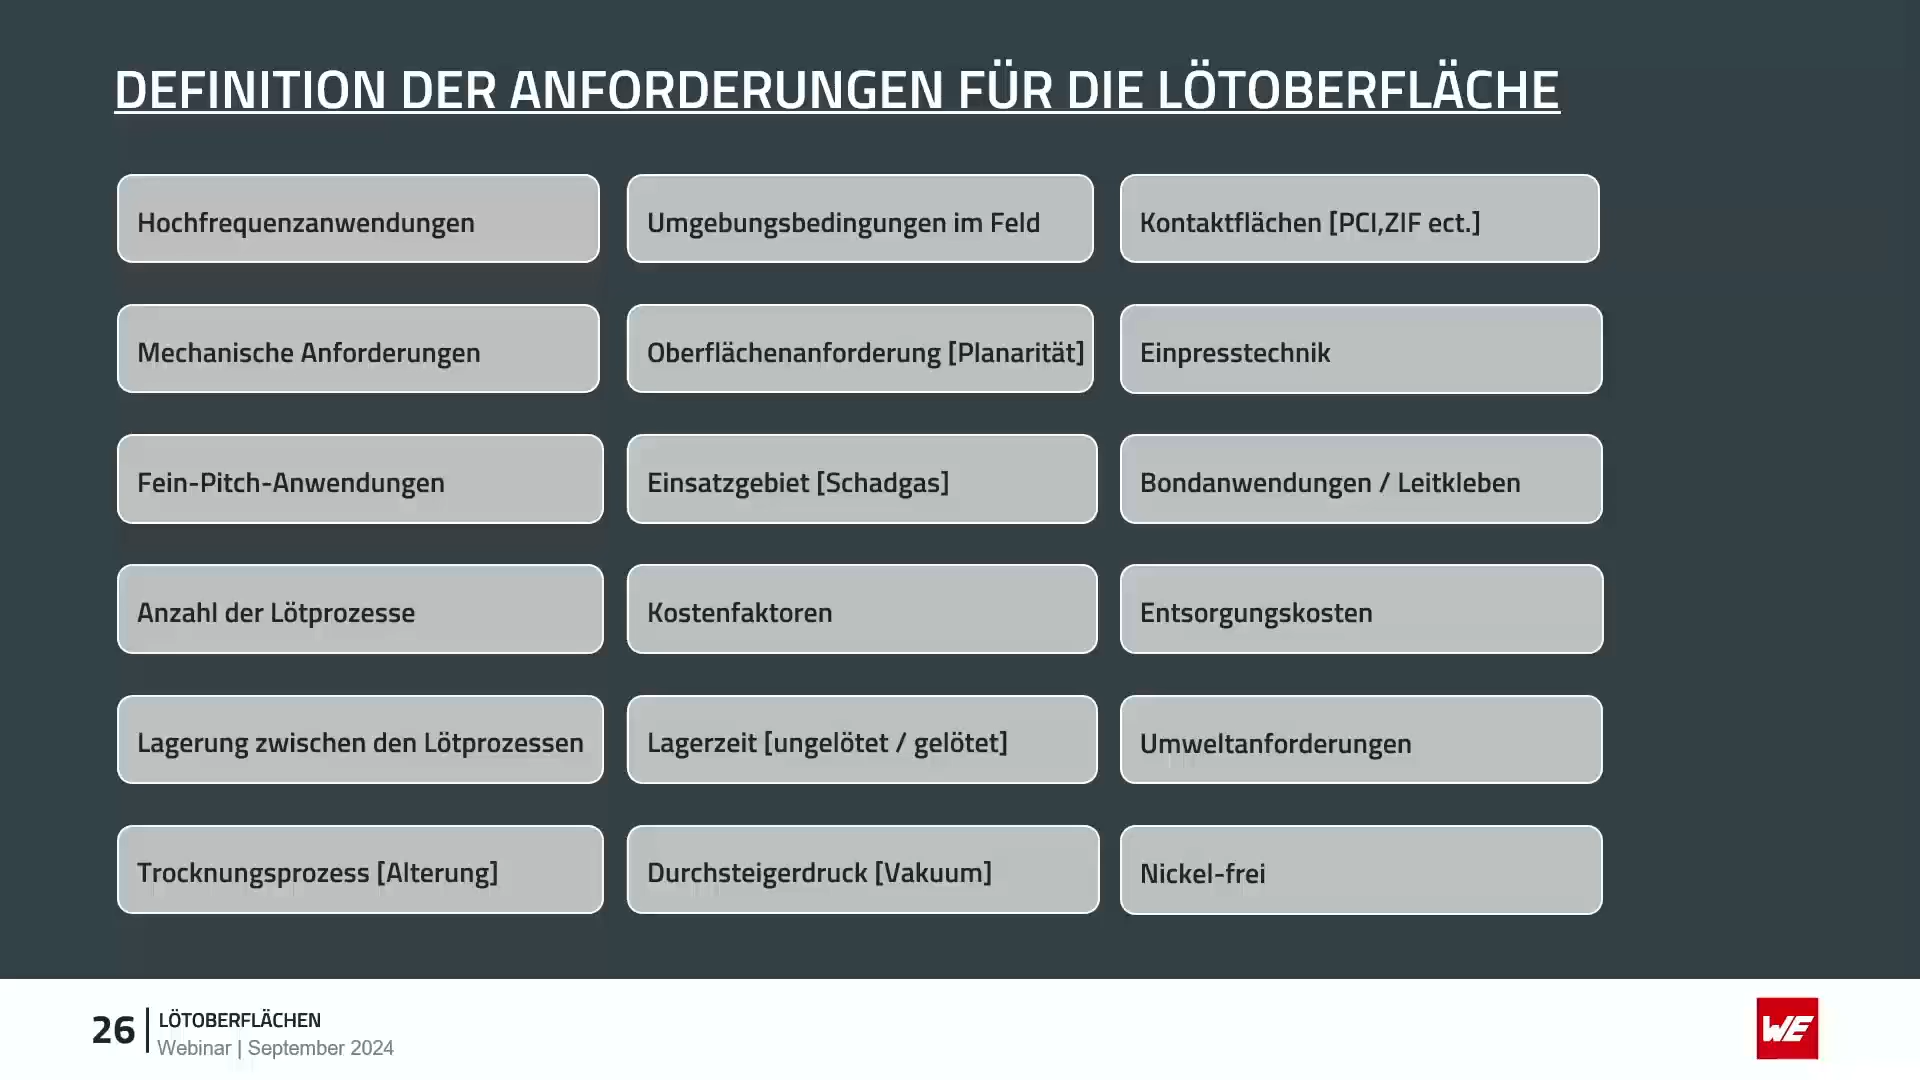 DEFINITION DER ANFORDERUNGEN FÜR DIE LÖTOBERFLÄCHE
Hochfrequenzanwendungen
Umgebungsbedingungen im Feld
Kontaktflächen [PCI,ZIF ect.]
Mechanische Anforderungen
Oberflächenanforderung [Planarität]
Einpresstechnik
Fein-Pitch-Anwendungen
Einsatzgebiet [Schadgas]
Bondanwendungen / Leitkleben
Anzahl der Lötprozesse
Kostenfaktoren
Entsorgungskosten
Lagerung zwischen den Lötprozessen
Lagerzeit [ungelötet / gelötet]
Umweltanforderungen
Trocknungsprozess [Alterung]
Durchsteigerdruck [Vakuum]
Nickel-frei
26
LÖTOBERFLÄCHEN
Webinar | September 2024
WE